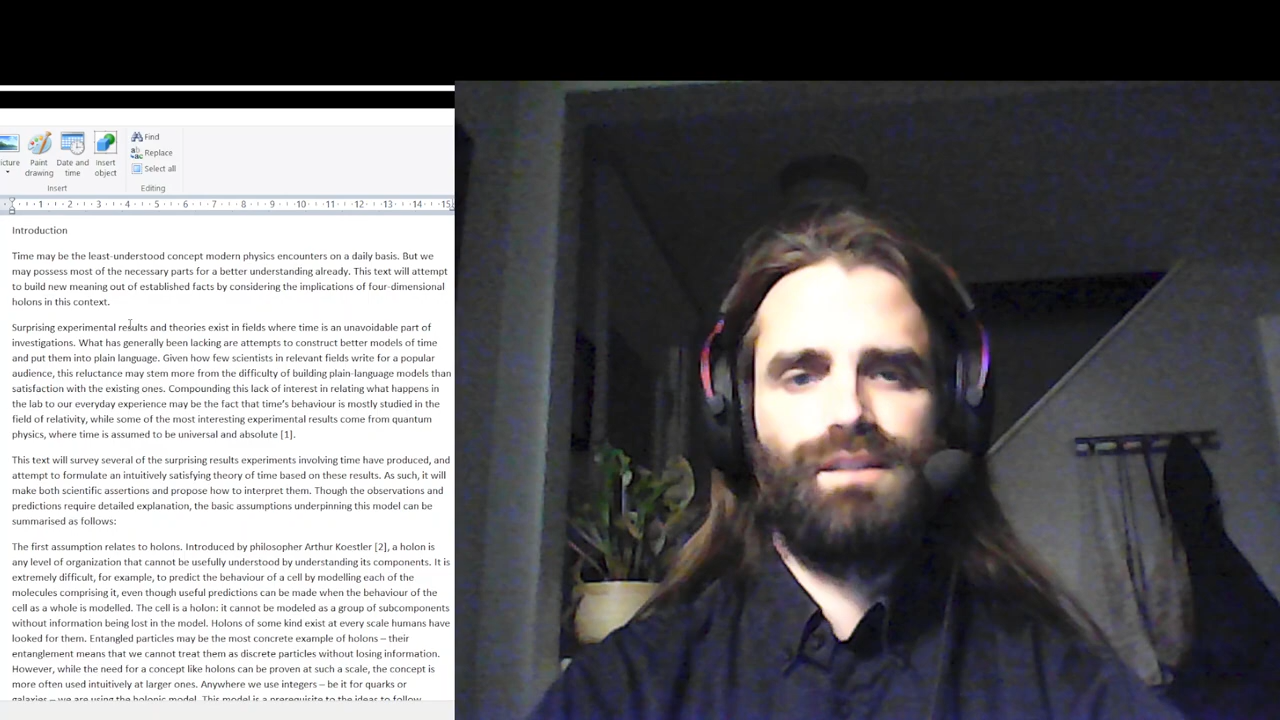 icture
Paint drawing
Date and time
Insert object
Insert
Find
Replace
Select all
Editing
1 2 3 4 5 6 7 8 9 10 11 12 13 14 15
Introduction
Time may be the least-understood concept modern physics encounters on a daily basis. But we
may possess most of the necessary parts for a better understanding already. This text will attempt
to build new meaning out of established facts by considering the implications of four-dimensional
holons in this context.
Surprising experimental results and theories exist in fields where time is an unavoidable part of
investigations. What has generally been lacking are attempts to construct better models of time
and put them into plain language. Given how few scientists in relevant fields write for a popular
audience, this reluctance may stem more from the difficulty of building plain-language models than
satisfaction with the existing ones. Compounding this lack of interest in relating what happens in
the lab to our everyday experience may be the fact that time's behaviour is mostly studied in the
field of relativity, while some of the most interesting experimental results come from quantum
physics, where time is assumed to be universal and absolute [1].
This text will survey several of the surprising results experiments involving time have produced, and
attempt to formulate an intuitively satisfying theory of time based on these results. As such, it will
make both scientific assertions and propose how to interpret them. Though the observations and
predictions require detailed explanation, the basic assumptions underpinning this model can be
summarised as follows:
The first assumption relates to holons. Introduced by philosopher Arthur Koestler [2], a holon is
any level of organization that cannot be usefully understood by understanding its components. It is
extremely difficult, for example, to predict the behaviour of a cell by modelling each of the
molecules comprising it, even though useful predictions can be made when the behaviour of the
cell as a whole is modelled. The cell is a holon: it cannot be modeled as a group of subcomponents
without information being lost in the model. Holons of some kind exist at every scale humans have
looked for them. Entangled particles may be the most concrete example of holons – their
entanglement means that we cannot treat them as discrete particles without losing information.
However, while the need for a concept like holons can be proven at such a scale, the concept is
more often used intuitively at larger ones. Anywhere we use integers – be it for quarks or
galaxies – we are using the holonic model. This model is a prerequisite to the ideas to follow